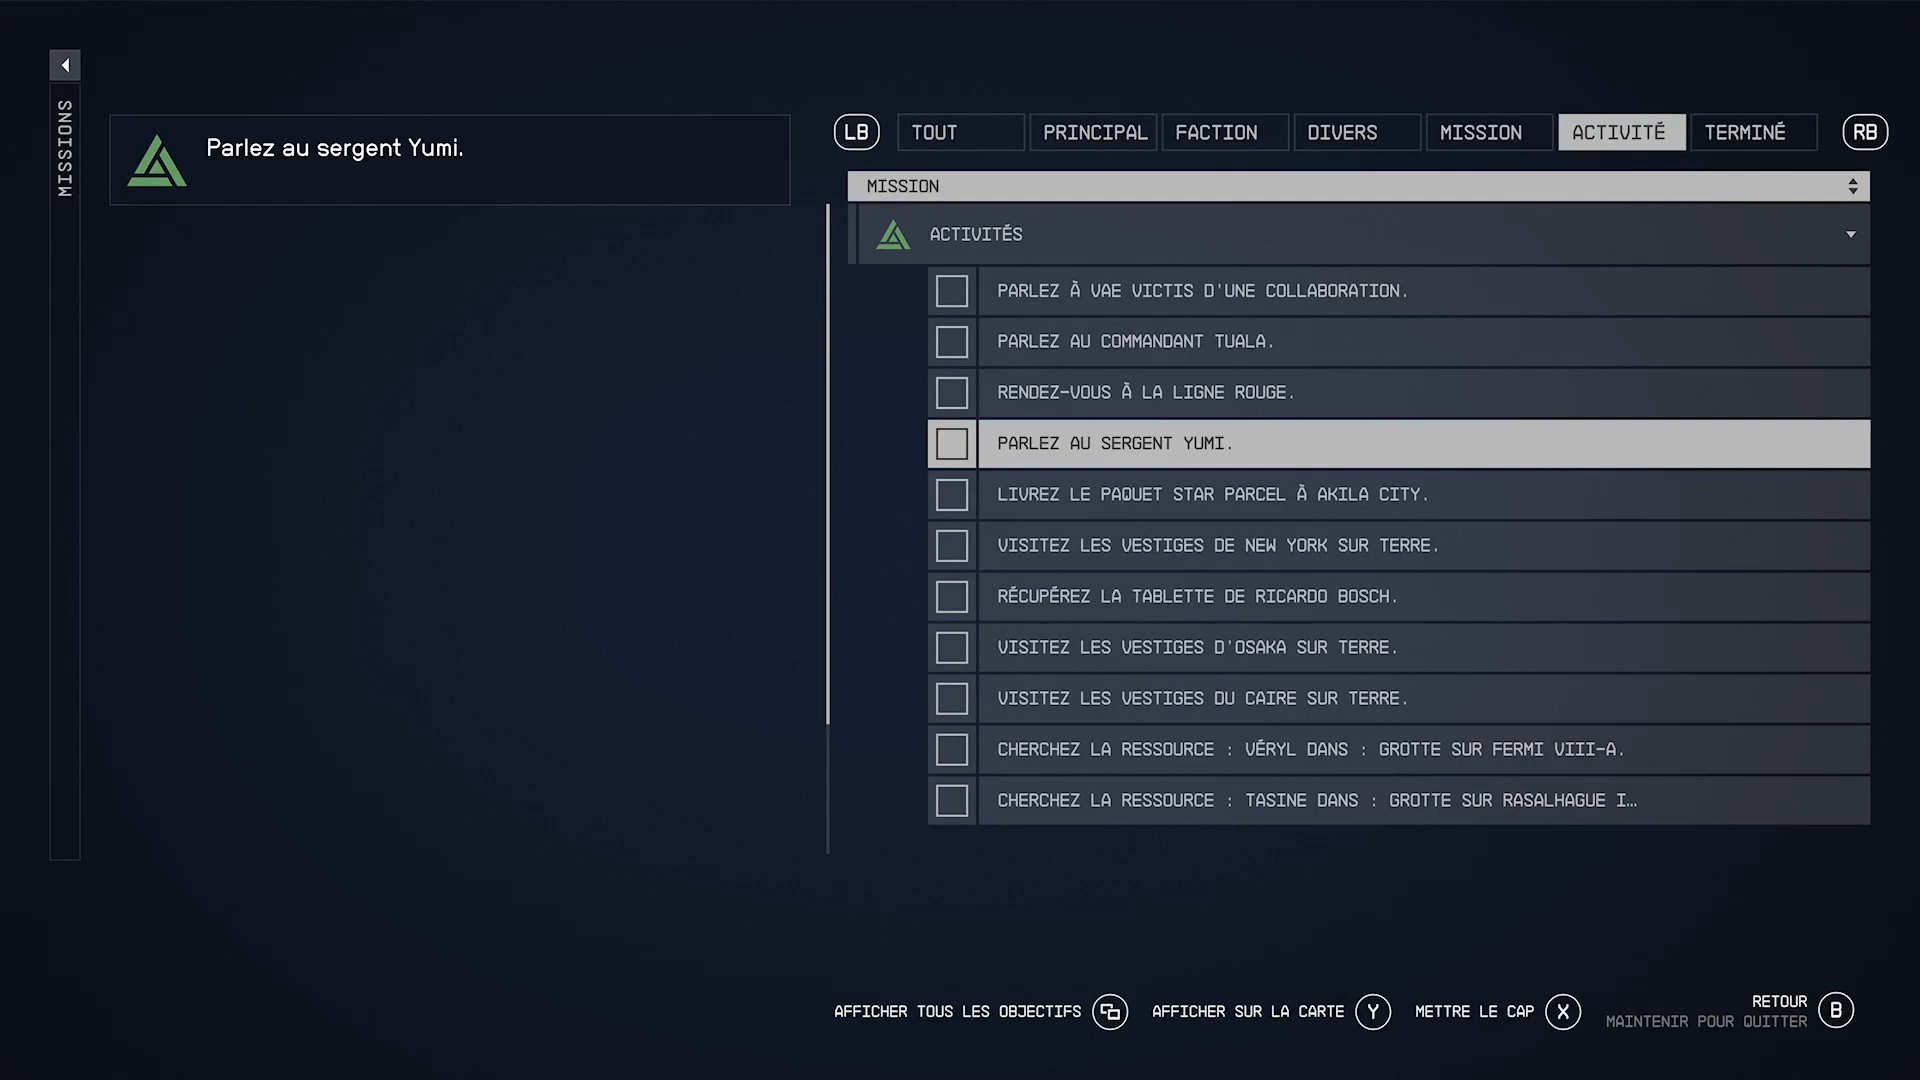 MISSIONS
Parlez au sergent Yumi.
LB
TOUT
PRINCIPAL
FACTION
DIVERS
MISSION
ACTIVITÉ
TERMINÉ
RB
MISSION
ACTIVITÉS
PARLEZ À VAE VICTIS D'UNE COLLABORATION.
PARLEZ AU COMMANDANT TUALA.
RENDEZ-VOUS À LA LIGNE ROUGE.
PARLEZ AU SERGENT YUMI.
LIVREZ LE PAQUET STAR PARCEL À AKILA CITY.
VISITEZ LES VESTIGES DE NEW YORK SUR TERRE.
RÉCUPÉREZ LA TABLETTE DE RICARDO BOSCH.
VISITEZ LES VESTIGES D'OSAKA SUR TERRE.
VISITEZ LES VESTIGES DU CAIRE SUR TERRE.
CHERCHEZ LA RESSOURCE : VÉRYL DANS : GROTTE SUR FERMI VIII-A.
CHERCHEZ LA RESSOURCE : TASINE DANS : GROTTE SUR RASALHAGUE I…
AFFICHER TOUS LES OBJECTIFS
AFFICHER SUR LA CARTE Y
METTRE LE CAP X
RETOUR B
MAINTENIR POUR QUITTER